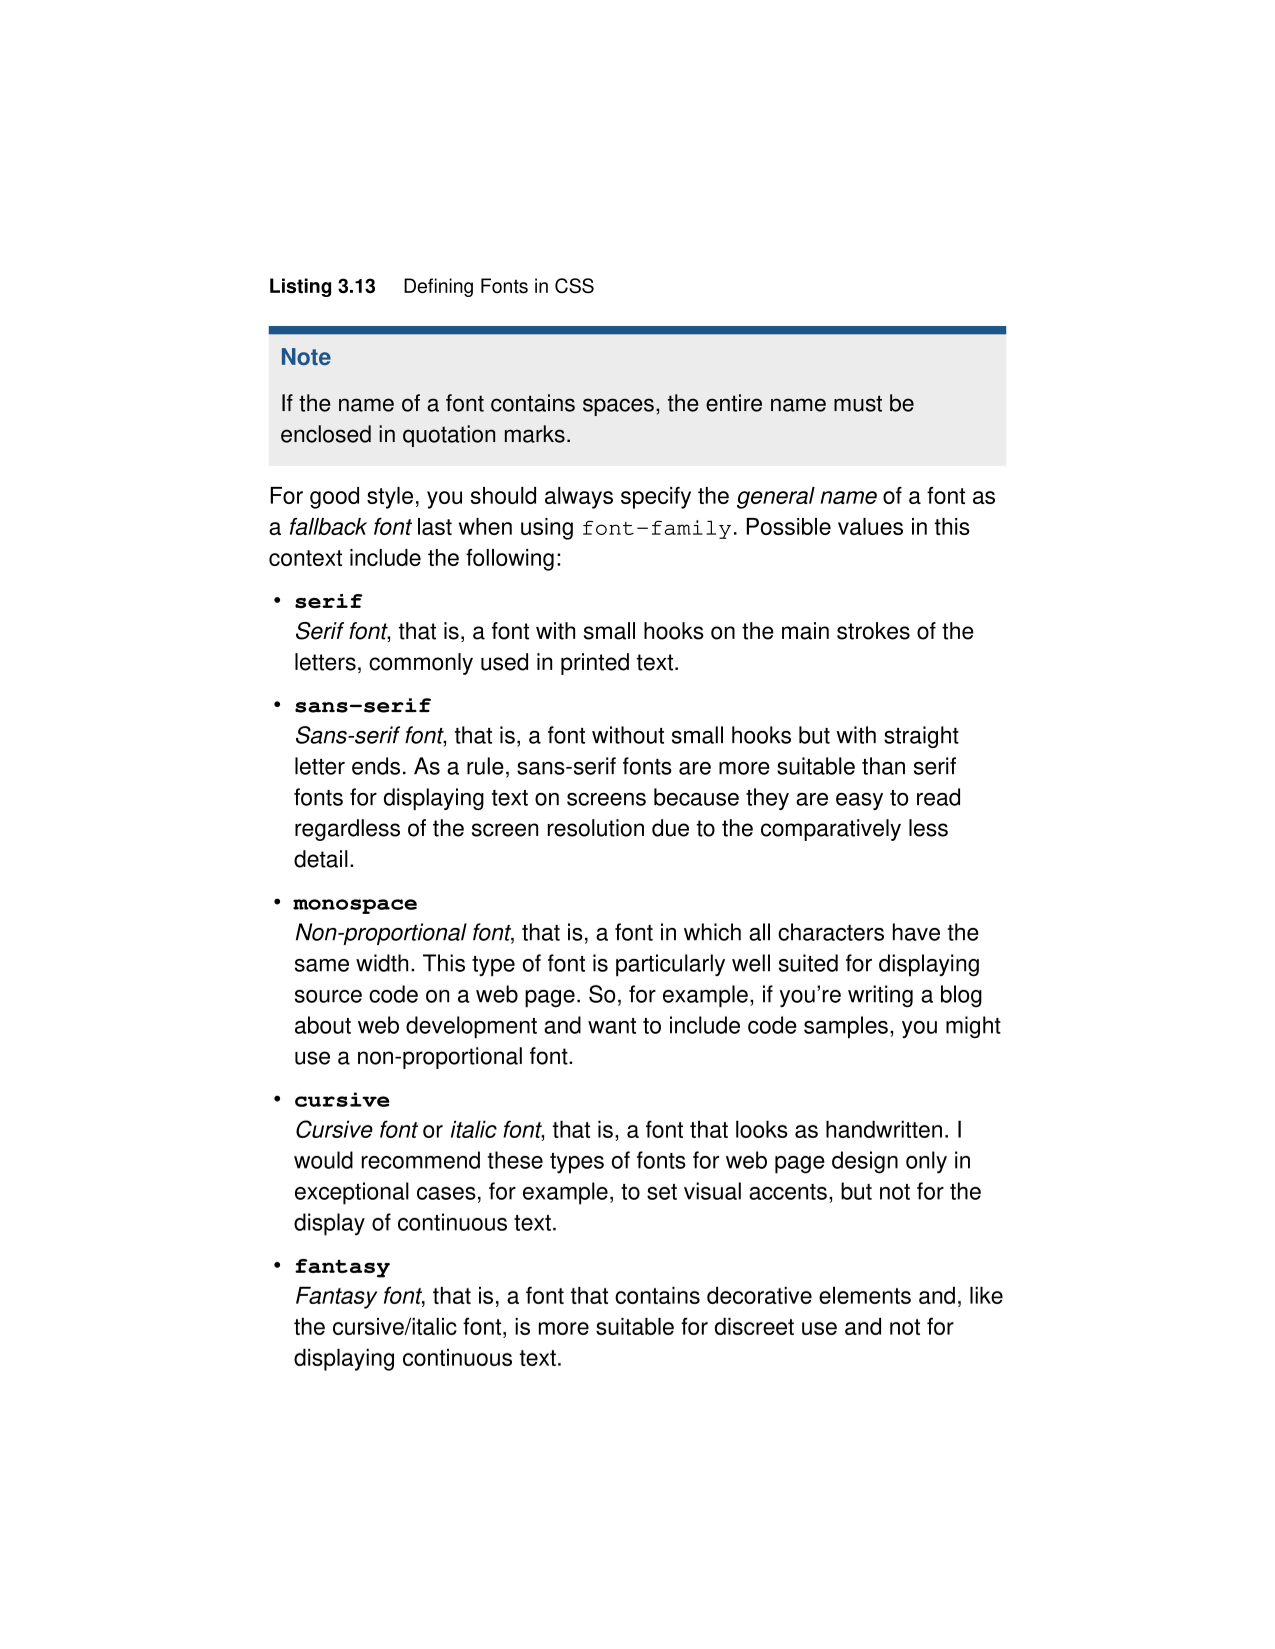 Listing 3.13 Defining Fonts in CSS
Note
If the name of a font contains spaces, the entire name must be
enclosed in quotation marks.
For good style, you should always specify the general name of a font as
a fallback font last when using font-family. Possible values in this
context include the following:
• serif
Serif font, that is, a font with small hooks on the main strokes of the
letters, commonly used in printed text.
• sans-serif
Sans-serif font, that is, a font without small hooks but with straight
letter ends. As a rule, sans-serif fonts are more suitable than serif
fonts for displaying text on screens because they are easy to read
regardless of the screen resolution due to the comparatively less
detail.
• monospace
Non-proportional font, that is, a font in which all characters have the
same width. This type of font is particularly well suited for displaying
source code on a web page. So, for example, if you’re writing a blog
about web development and want to include code samples, you might
use a non-proportional font.
• cursive
Cursive font or italic font, that is, a font that looks as handwritten. I
would recommend these types of fonts for web page design only in
exceptional cases, for example, to set visual accents, but not for the
display of continuous text.
• fantasy
Fantasy font, that is, a font that contains decorative elements and, like
the cursive/italic font, is more suitable for discreet use and not for
displaying continuous text.